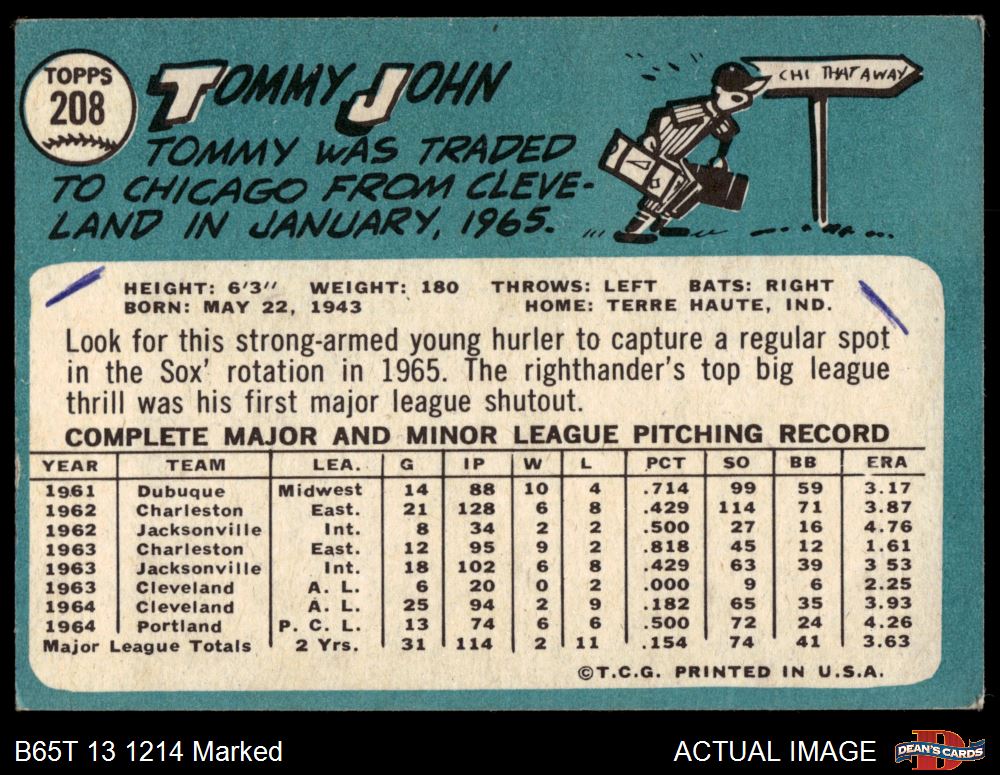 TOPPS
208
TOMMY JOHN
CHI THATAWAY
TOMMY WAS TRADED
TO CHICAGO FROM CLEVE-
LAND IN JANUARY, 1965.
HEIGHT: 6'3" WEIGHT: 180 THROWS: LEFT BATS: RIGHT
BORN: MAY 22, 1943 HOME: TERRE HAUTE, IND.
Look for this strong-armed young hurler to capture a regular spot
in the Sox' rotation in 1965. The righthander's top big league
thrill was his first major league shutout.
COMPLETE MAJOR AND MINOR LEAGUE PITCHING RECORD
YEAR TEAM LEA. G IP W L PCT SO BB ERA
1961 Dubuque Midwest 14 88 10 4 .714 99 59 3.17
1962 Charleston East. 21 128 6 8 .429 114 71 3.87
1962 Jacksonville Int. 8 34 2 2 .500 27 16 4.76
1963 Charleston East. 12 95 9 2 .818 45 12 1.61
1963 Jacksonville Int. 18 102 6 8 .429 63 39 3 53
1963 Cleveland A. L. 6 20 0 2 .000 9 6 2.25
1964 Cleveland A. L. 25 94 2 9 .182 65 35 3.93
1964 Portland P. C. L. 13 74 6 6 .500 72 24 4.26
Major League Totals 2 Yrs. 31 114 2 11 .154 74 41 3.63
©T.C.G. PRINTED IN U.S.A.
B65T 13 1214 Marked
ACTUAL IMAGE
DEAN'S CARDS